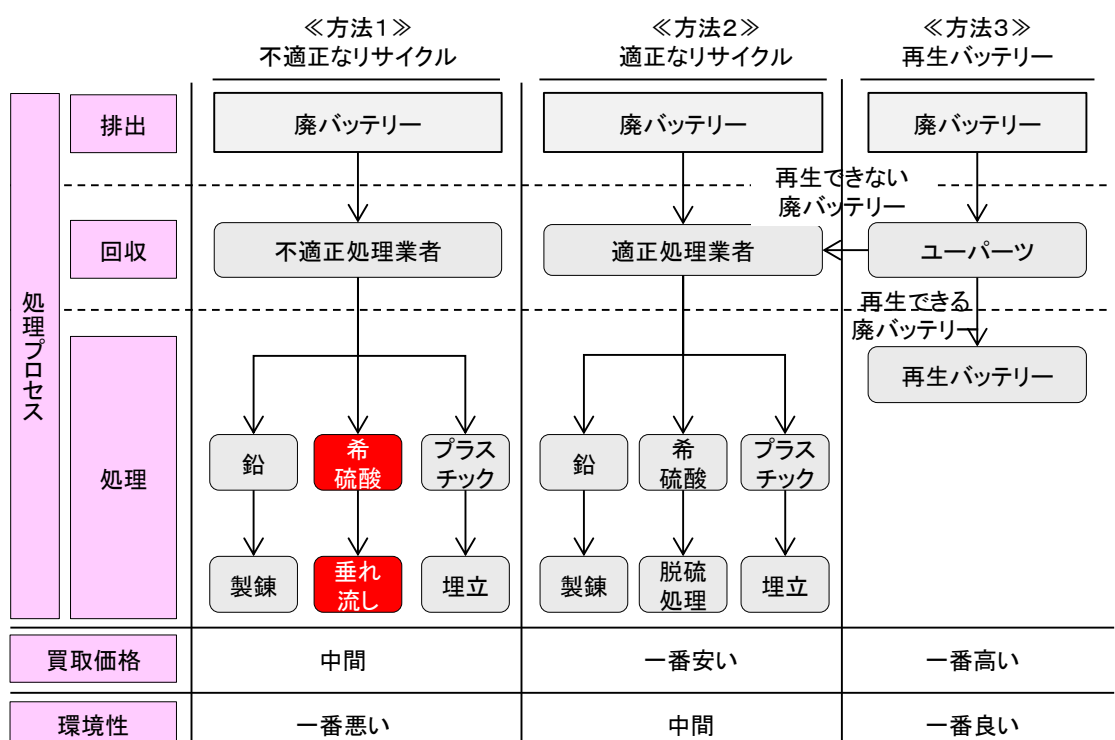 ≪方法１≫
不適正なリサイクル
≪方法２≫
適正なリサイクル
≪方法３≫
再生バッテリー
処理プロセス
排出
廃バッテリー
廃バッテリー
廃バッテリー
再生できない
廃バッテリー
回収
不適正処理業者
適正処理業者
ユーパーツ
再生できる
廃バッテリー
再生バッテリー
処理
鉛
希
硫酸
プラス
チック
鉛
希
硫酸
プラス
チック
製錬
垂れ
流し
埋立
製錬
脱硫
処理
埋立
買取価格
中間
一番安い
一番高い
環境性
一番悪い
中間
一番良い